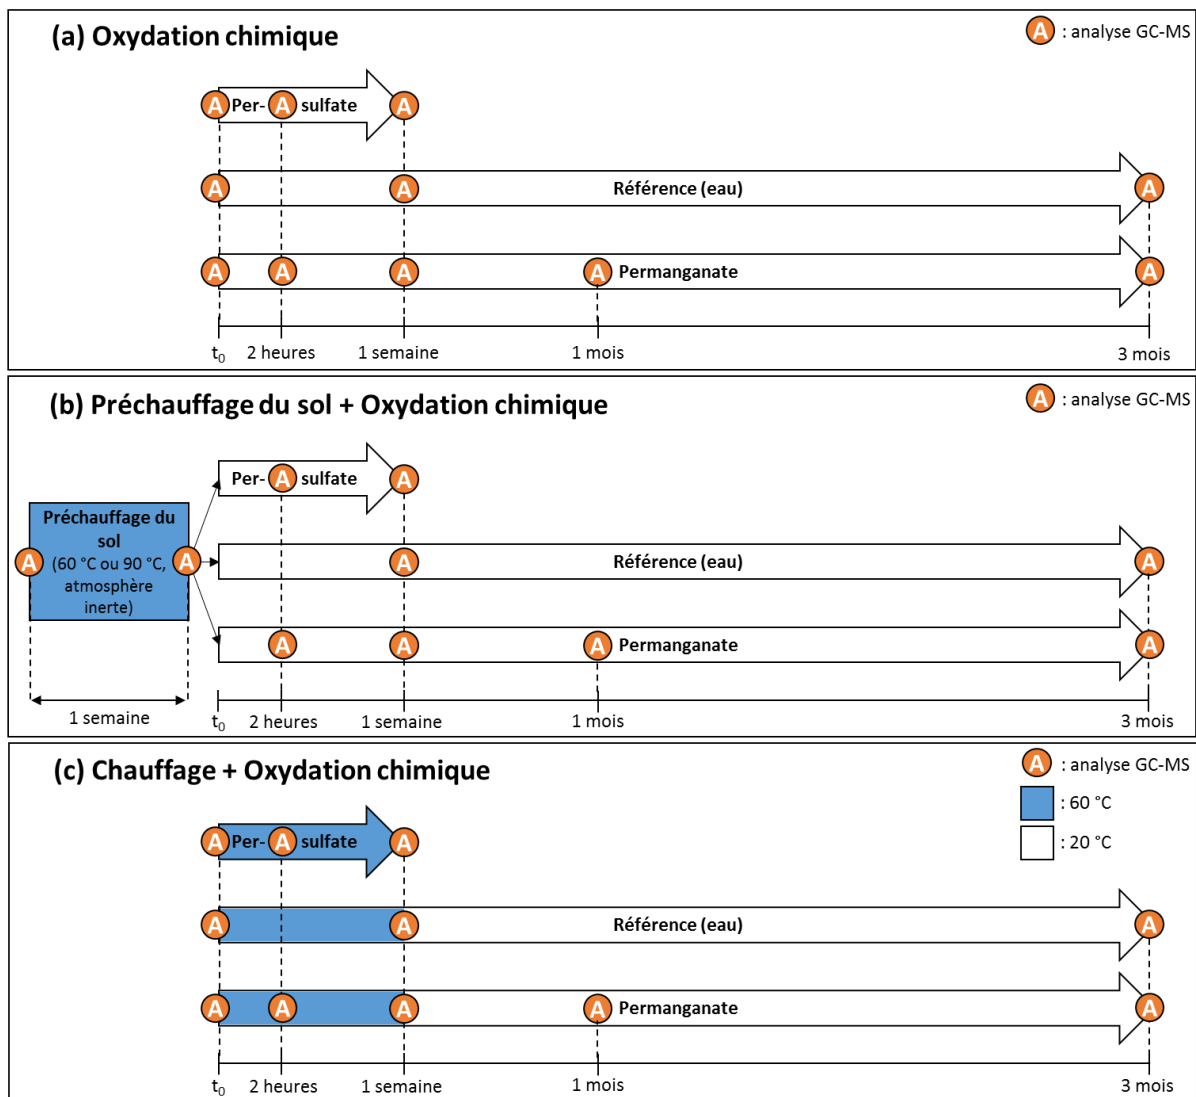 (a) Oxydation chimique
A : analyse GC-MS
A Per- A sulfate A
A Référence (eau) A A
A A A A Permanganate A
t0 2 heures 1 semaine 1 mois 3 mois
(b) Préchauffage du sol + Oxydation chimique
A : analyse GC-MS
Per- A sulfate A
Préchauffage du
sol
(60 °C ou 90 °C,
atmosphère
inerte)
A A
A Référence (eau) A
A A A Permanganate A
1 semaine
t0 2 heures 1 semaine 1 mois 3 mois
(c) Chauffage + Oxydation chimique
A : analyse GC-MS
: 60 °C
: 20 °C
A Per- A sulfate A
A A Référence (eau) A
A A A A Permanganate A
t0 2 heures 1 semaine 1 mois 3 mois